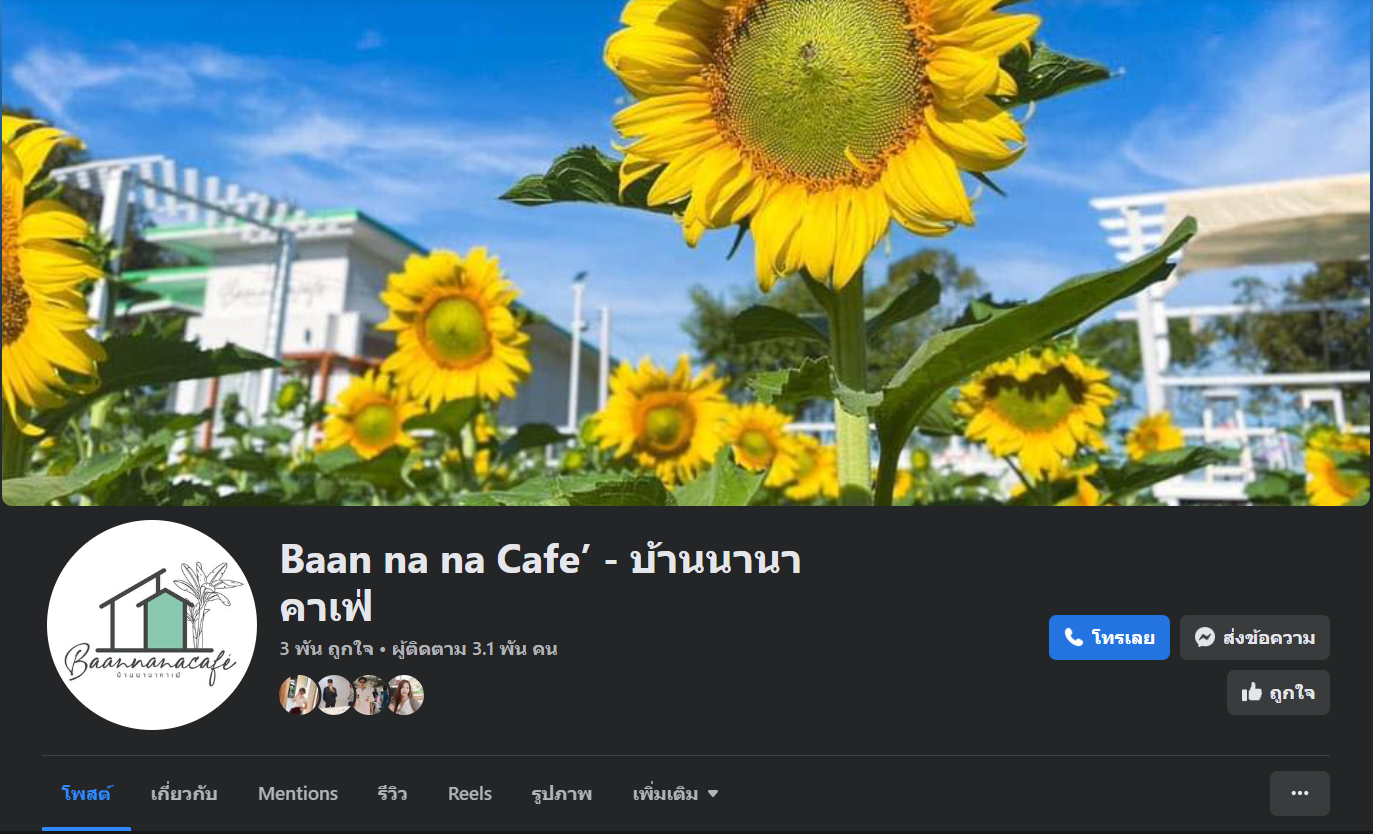 Baannanacafé
Baan na na Cafe’ - บ้านนานา
คาเฟ่
3 พัน ถูกใจ • ผู้ติดตาม 3.1 พัน คน
Baannanacafé
บ้านนานาคาเฟ่
โทรเลย
ส่งข้อความ
ถูกใจ
โพสต์
เกี่ยวกับ
Mentions
รีวิว
Reels
รูปภาพ
เพิ่มเติม